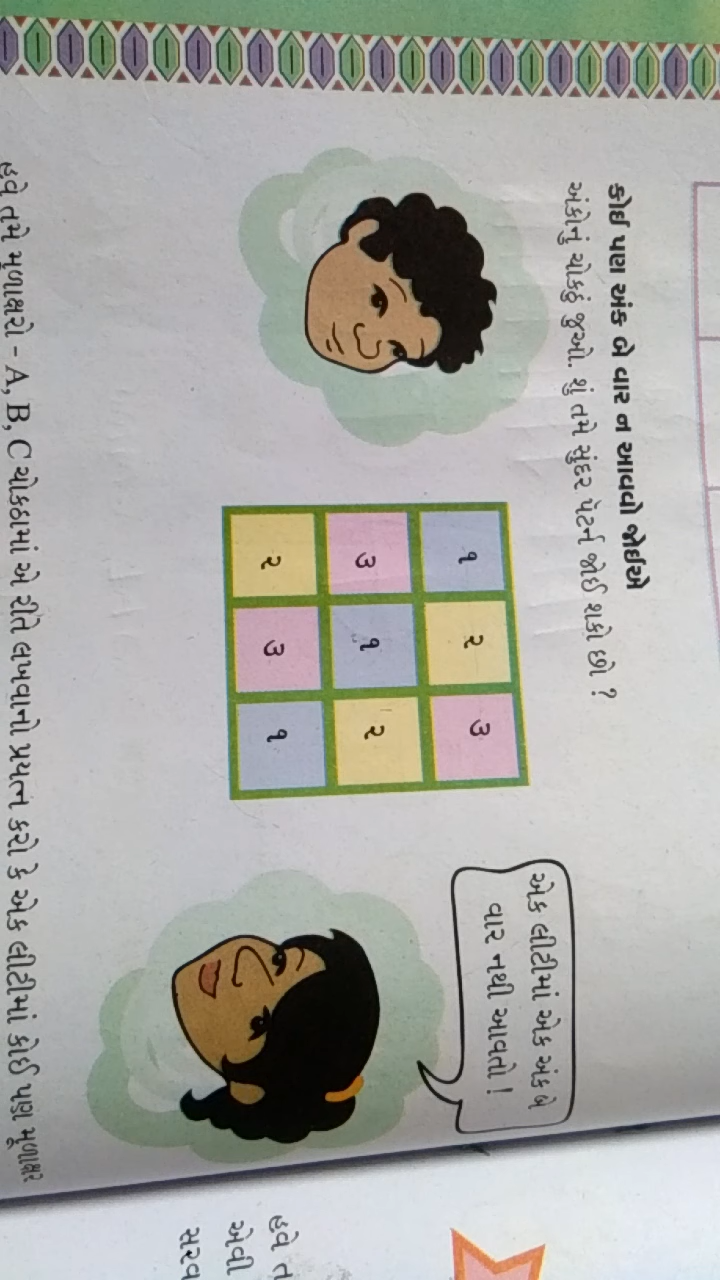 કોઈ પણ અંક બે વાર ન આવવો જોઈએ
અંકોનું ચોકઠું જુઓ. શું તમે સુંદર પેટર્ન જોઈ શકો છો ?
એક લીટીમાં એક અંક બે
વાર નથી આવતો !
૧ ૨ ૩
૩ ૧ ૨
૨ ૩ ૧
હવે તમે મૂળાક્ષરો - A, B, C ચોકઠામાં એ રીતે લખવાનો પ્રયત્ન કરો કે એક લીટીમાં કોઈ પણ મૂળાક્ષર
હવે ત
એવી
સરવ